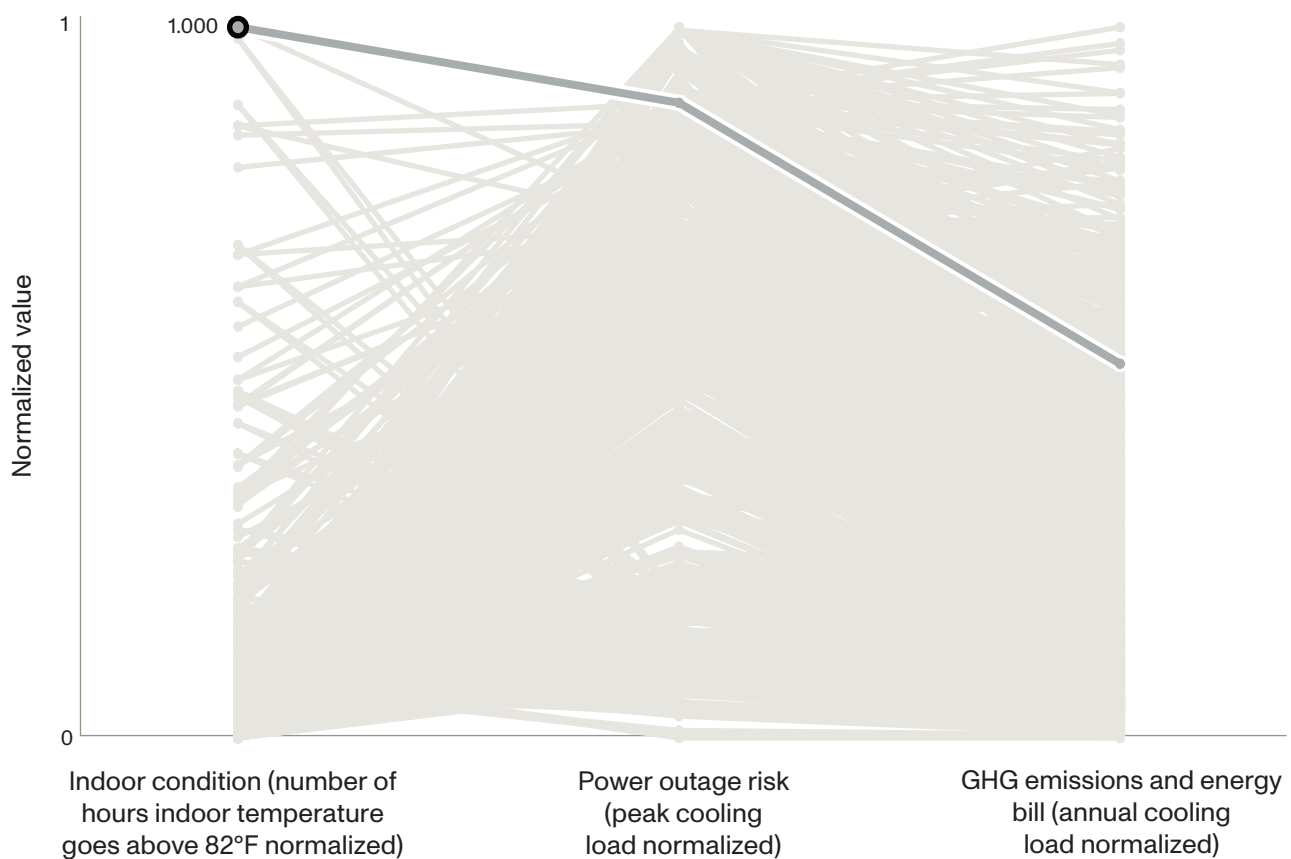 1
1.000
Normalized value
0
Indoor condition (number of
hours indoor temperature
goes above 82°F normalized)
Power outage risk
(peak cooling
load normalized)
GHG emissions and energy
bill (annual cooling
load normalized)